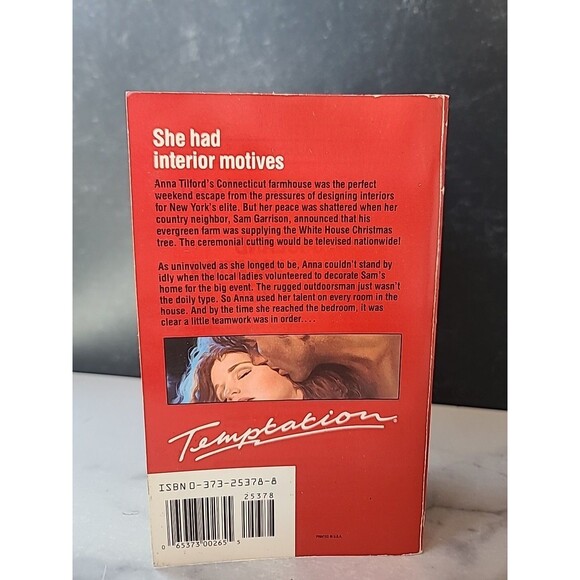 She had
interior motives
Anna Tilford's Connecticut farmhouse was the perfect
weekend escape from the pressures of designing interiors
for New York's elite. But her peace was shattered when her
country neighbor, Sam Garrison, announced that his
evergreen farm was supplying the White House Christmas
tree. The ceremonial cutting would be televised nationwide!
As uninvolved as she longed to be, Anna couldn't stand by
idly when the local ladies volunteered to decorate Sam's
home for the big event. The rugged outdoorsman just wasn't
the doily type. So Anna used her talent on every room in the
house. And by the time she reached the bedroom, it was
clear a little teamwork was in order....
Temptation
ISBN 0-373-25378-8
25378
0 65373 00265 5
PRINTED IN U.S.A.